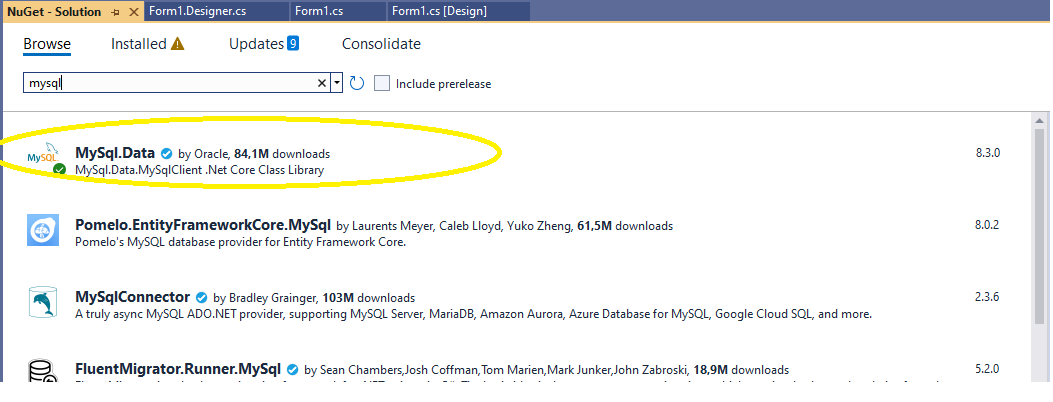 NuGet - Solution
Form1.Designer.cs
Form1.cs
Form1.cs [Design]
Browse
Installed
Updates 9
Consolidate
mysql
Include prerelease
MySQL
MySql.Data by Oracle, 84,1M downloads
8.3.0
MySql.Data.MySqlClient .Net Core Class Library
Pomelo.EntityFrameworkCore.MySql by Laurents Meyer, Caleb Lloyd, Yuko Zheng, 61,5M downloads
8.0.2
Pomelo's MySQL database provider for Entity Framework Core.
MySqlConnector by Bradley Grainger, 103M downloads
2.3.6
A truly async MySQL ADO.NET provider, supporting MySQL Server, MariaDB, Amazon Aurora, Azure Database for MySQL, Google Cloud SQL, and more.
FluentMigrator.Runner.MySql by Sean Chambers,Josh Coffman,Tom Marien,Mark Junker,John Zabroski, 18,9M downloads
5.2.0